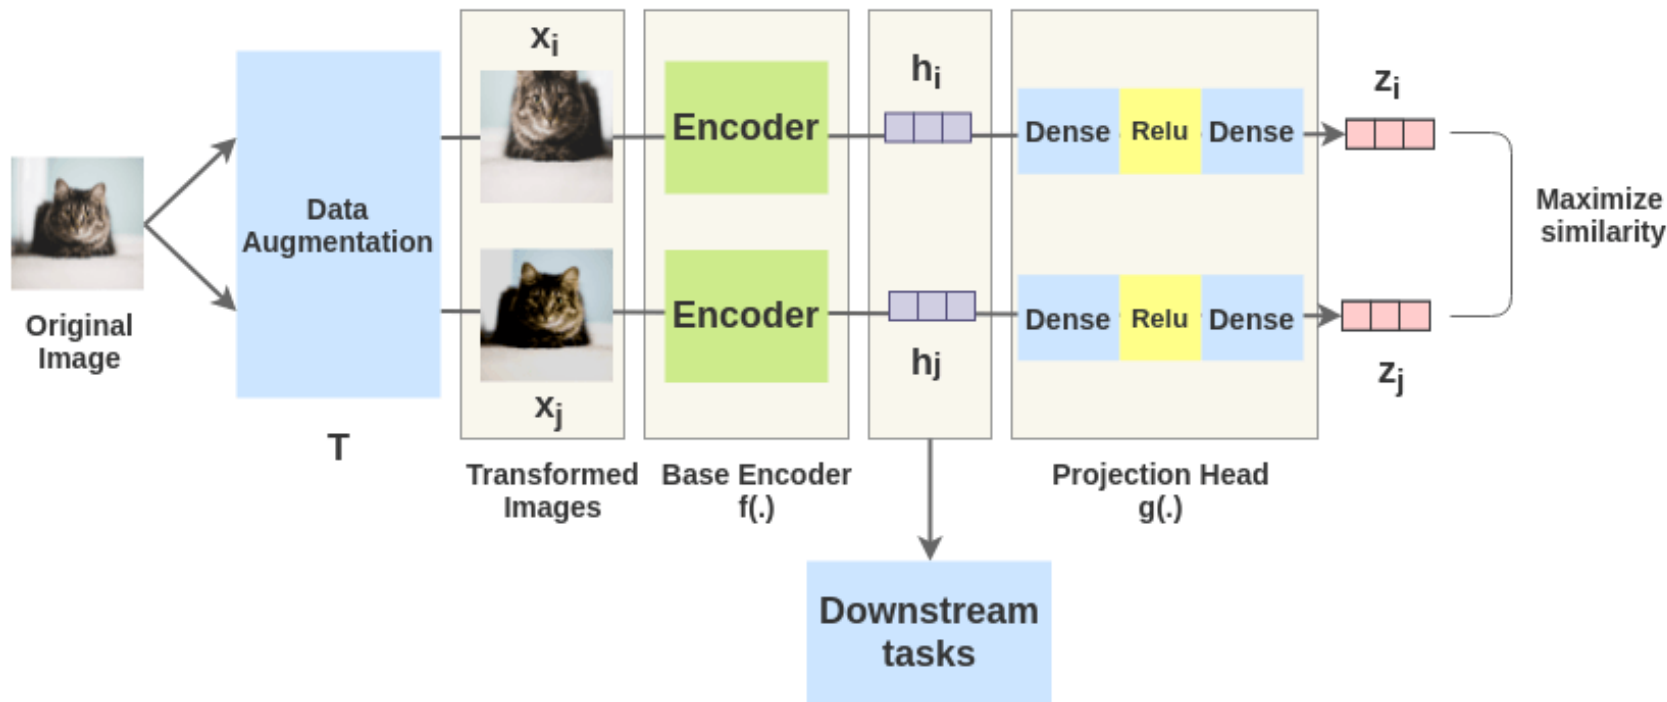 Original
Image
Data
Augmentation
T
xi
xj
Transformed
Images
Encoder
Encoder
Base Encoder
f(.)
hi
hj
Dense Relu Dense
Dense Relu Dense
Projection Head
g(.)
zi
zj
Maximize
similarity
Downstream
tasks